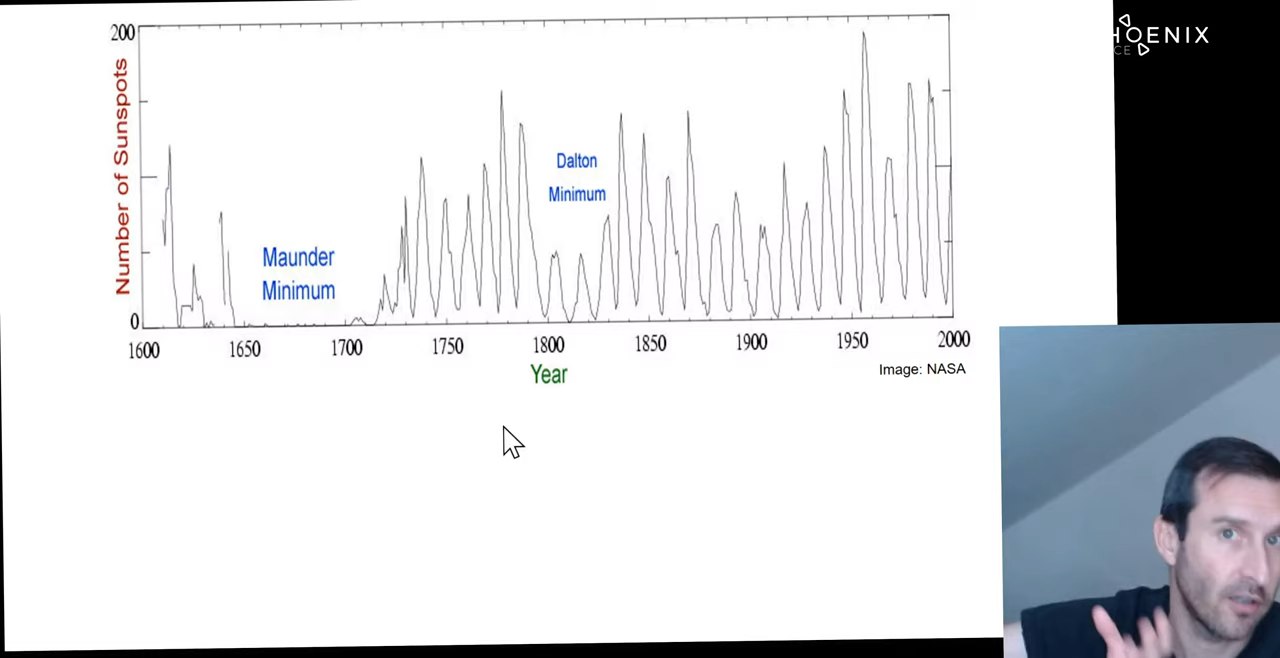 200
Number of Sunspots
0
Maunder
Minimum
Dalton
Minimum
1600 1650 1700 1750 1800 1850 1900 1950 2000
Year
Image: NASA
HOENIX
CE